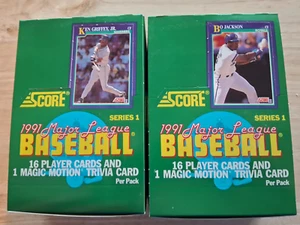 KEN GRIFFEY, JR.
SCORE
SERIES 1
1991 Major League
BASEBALL
16 PLAYER CARDS AND
1 MAGIC MOTION TRIVIA CARD
Per Pack
BO JACKSON
SCORE
SERIES 1
1991 Major League
BASEBALL
16 PLAYER CARDS AND
1 MAGIC MOTION TRIVIA CARD
Per Pack